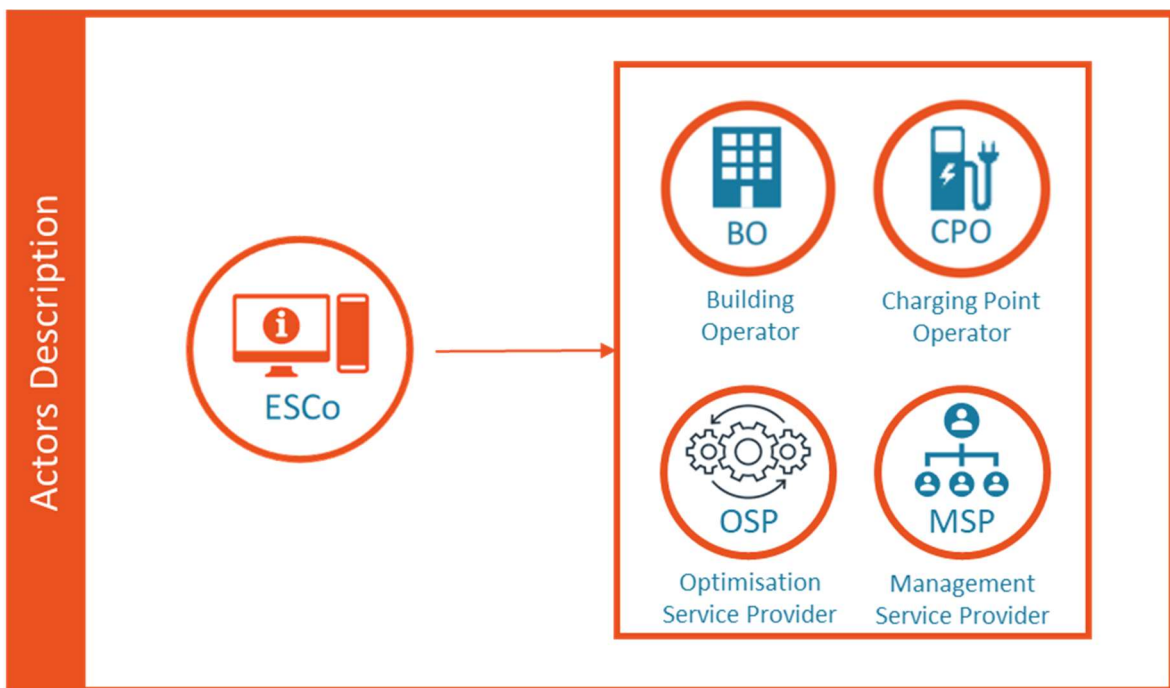 Actors Description
ESCo
BO
Building
Operator
CPO
Charging Point
Operator
OSP
Optimisation
Service Provider
MSP
Management
Service Provider